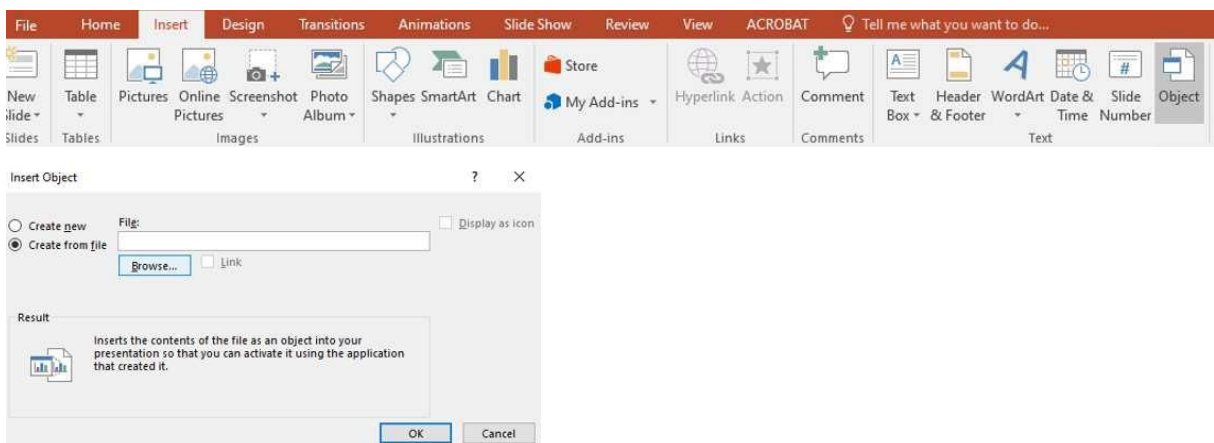 File Home Insert Design Transitions Animations Slide Show Review View ACROBAT Tell me what you want to do...
Store
My Add-ins
New Table Pictures Online Screenshot Photo Shapes SmartArt Chart Hyperlink Action Comment Text Header WordArt Date & Slide Object
Slide Pictures Album Box & Footer Time Number
Slides Tables Images Illustrations Add-ins Links Comments Text
Insert Object ? ×
Create new File: Display as icon
Create from file
Browse... Link
Result
Inserts the contents of the file as an object into your
presentation so that you can activate it using the application
that created it.
OK Cancel